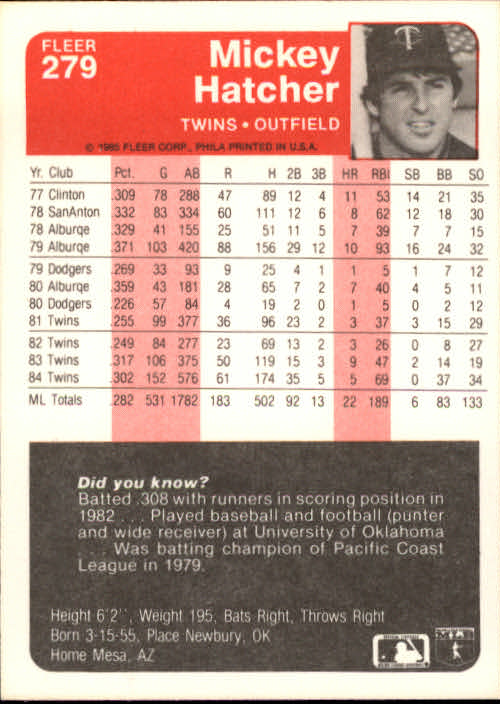 FLEER
279
Mickey
Hatcher
TWINS • OUTFIELD
© 1985 FLEER CORP., PHILA PRINTED IN U.S.A.
Yr. Club Pct. G AB R H 2B 3B HR RBI SB BB SO
77 Clinton .309 78 288 47 89 12 4 11 53 14 21 35
78 SanAnton .332 83 334 60 111 12 6 8 62 12 18 30
78 Alburqe .329 41 155 25 51 11 5 7 39 7 7 15
79 Alburqe .371 103 420 88 156 29 12 10 93 16 24 32
79 Dodgers .269 33 93 9 25 4 1 1 5 1 7 12
80 Alburqe .359 43 181 28 65 7 2 7 40 4 5 11
80 Dodgers .226 57 84 4 19 2 0 1 5 0 2 12
81 Twins .255 99 377 36 96 23 2 3 37 3 15 29
82 Twins .249 84 277 23 69 13 2 3 26 0 8 27
83 Twins .317 106 375 50 119 15 3 9 47 2 14 19
84 Twins .302 152 576 61 174 35 5 5 69 0 37 34
ML Totals .282 531 1782 183 502 92 13 22 189 6 83 133
Did you know?
Batted .308 with runners in scoring position in
1982 . . . Played baseball and football (punter
and wide receiver) at University of Oklahoma
. . . Was batting champion of Pacific Coast
League in 1979.
Height 6'2", Weight 195, Bats Right, Throws Right
Born 3-15-55, Place Newbury, OK
Home Mesa, AZ